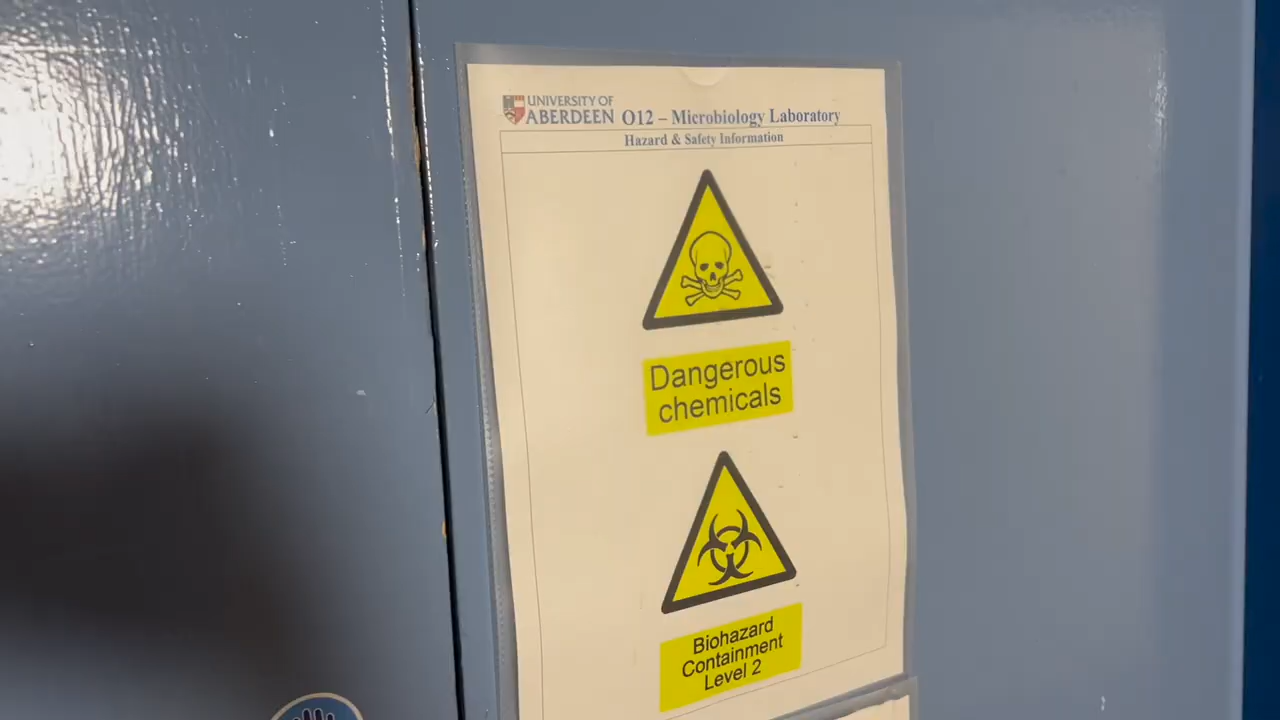 UNIVERSITY OF
ABERDEEN
O12 – Microbiology Laboratory
Hazard & Safety Information
Dangerous
chemicals
Biohazard
Containment
Level 2